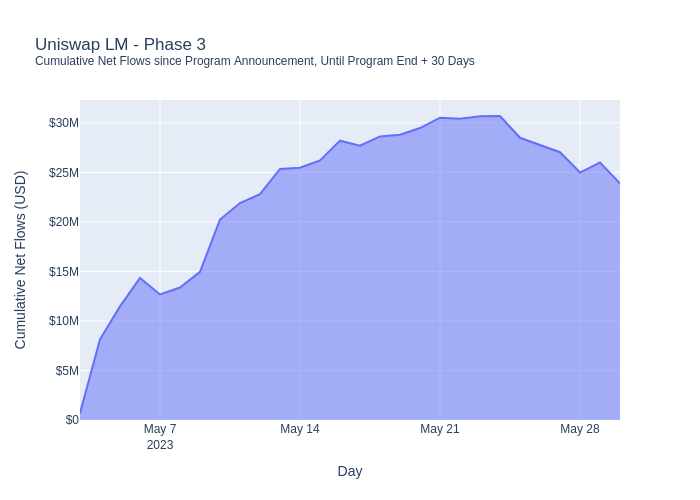 Uniswap LM - Phase 3
Cumulative Net Flows since Program Announcement, Until Program End + 30 Days
Cumulative Net Flows (USD)
$30M
$25M
$20M
$15M
$10M
$5M
$0
May 7
2023
May 14
May 21
May 28
Day